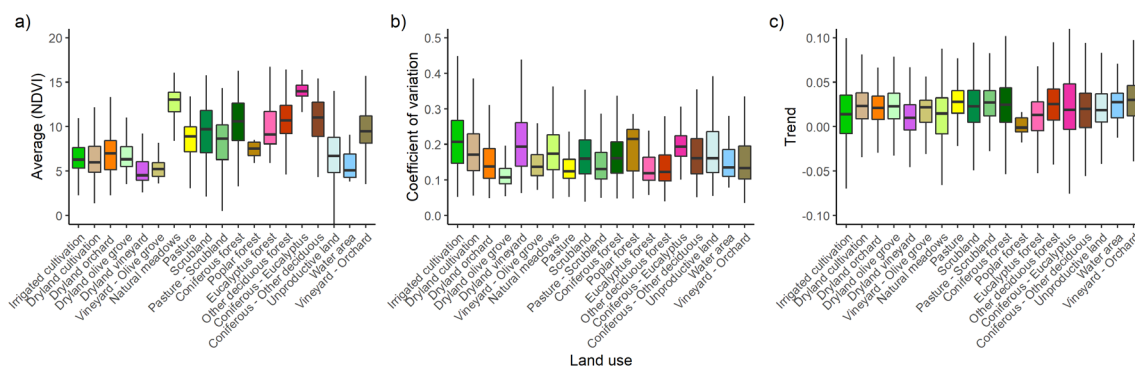 a)
Average (NDVI)
20
15
10
5
0
Irrigated cultivation
Dryland cultivation
Dryland orchard
Dryland olive grove
Dryland vineyard
Vineyard - Olive grove
Natural meadows
Pasture
Scrubland
Pasture - Scrubland
Coniferous forest
Poplar forest
Eucalyptus forest
Other deciduous forest
Coniferous - Eucalyptus
Coniferous - Other deciduous
Unproductive land
Water area
Vineyard - Orchard
b)
Coefficient of variation
0.5
0.4
0.3
0.2
0.1
0.0
Irrigated cultivation
Dryland cultivation
Dryland orchard
Dryland olive grove
Dryland vineyard
Vineyard - Olive grove
Natural meadows
Pasture
Scrubland
Pasture - Scrubland
Coniferous forest
Poplar forest
Eucalyptus forest
Other deciduous forest
Coniferous - Eucalyptus
Coniferous - Other deciduous
Unproductive land
Water area
Vineyard - Orchard
Land use
c)
Trend
0.10
0.05
0.00
-0.05
-0.10
Irrigated cultivation
Dryland cultivation
Dryland orchard
Dryland olive grove
Dryland vineyard
Vineyard - Olive grove
Natural meadows
Pasture
Scrubland
Pasture - Scrubland
Coniferous forest
Poplar forest
Eucalyptus forest
Other deciduous forest
Coniferous - Eucalyptus
Coniferous - Other deciduous
Unproductive land
Water area
Vineyard - Orchard